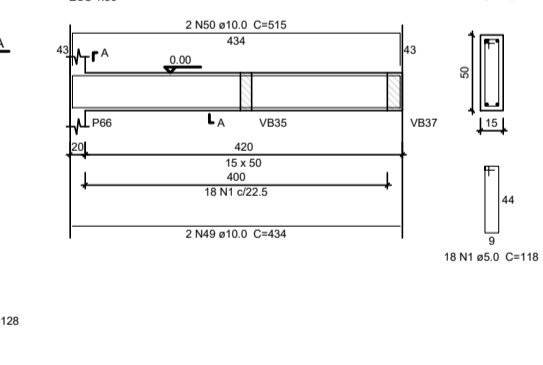 2 N50 ø10.0 C=515
434
43
A
43
A
0.00
50
P66
A
VB35
VB37
15
20
420
15 x 50
400
18 N1 c/22.5
44
9
2 N49 ø10.0 C=434
18 N1 ø5.0 C=118
128